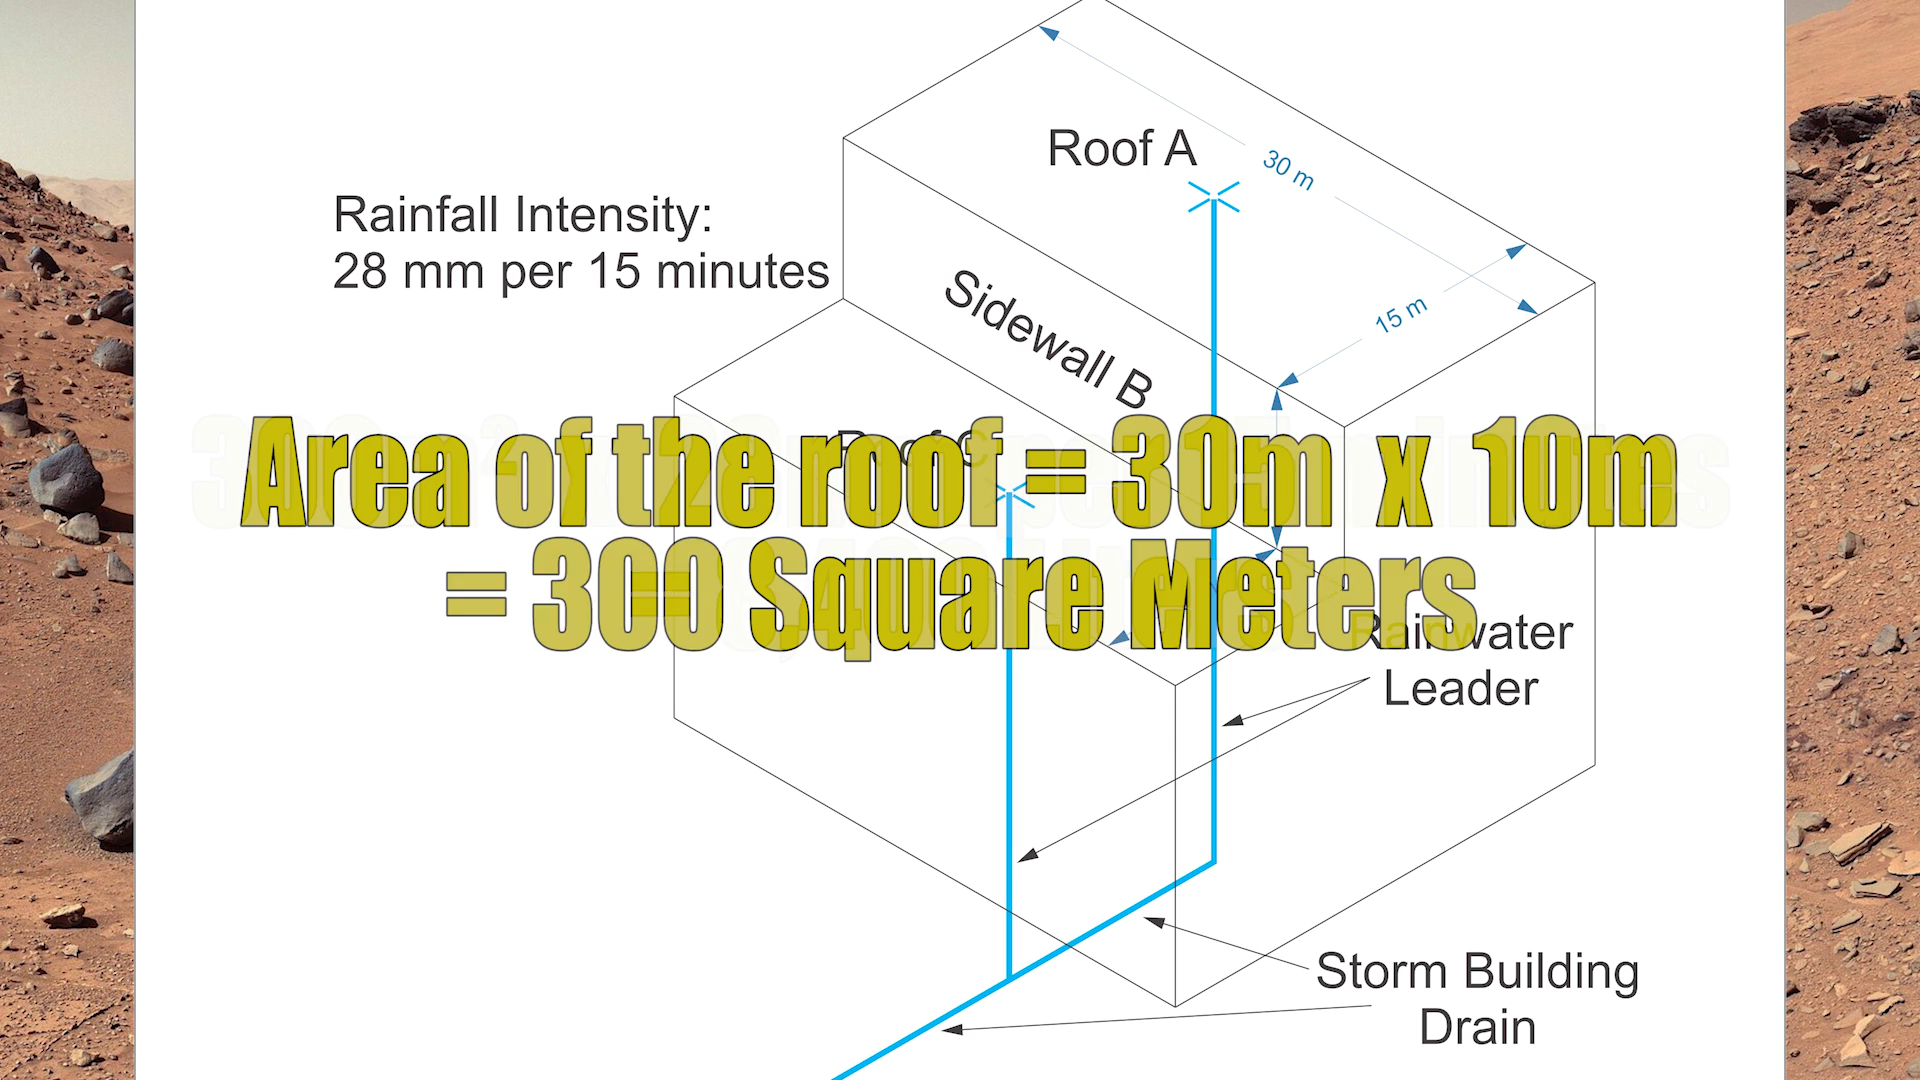 Roof A
30 m
Rainfall Intensity:
28 mm per 15 minutes
15 m
Sidewall B
Area of the roof = 30m x 10m
= 300 Square Meters
Rainwater
Leader
Storm Building
Drain